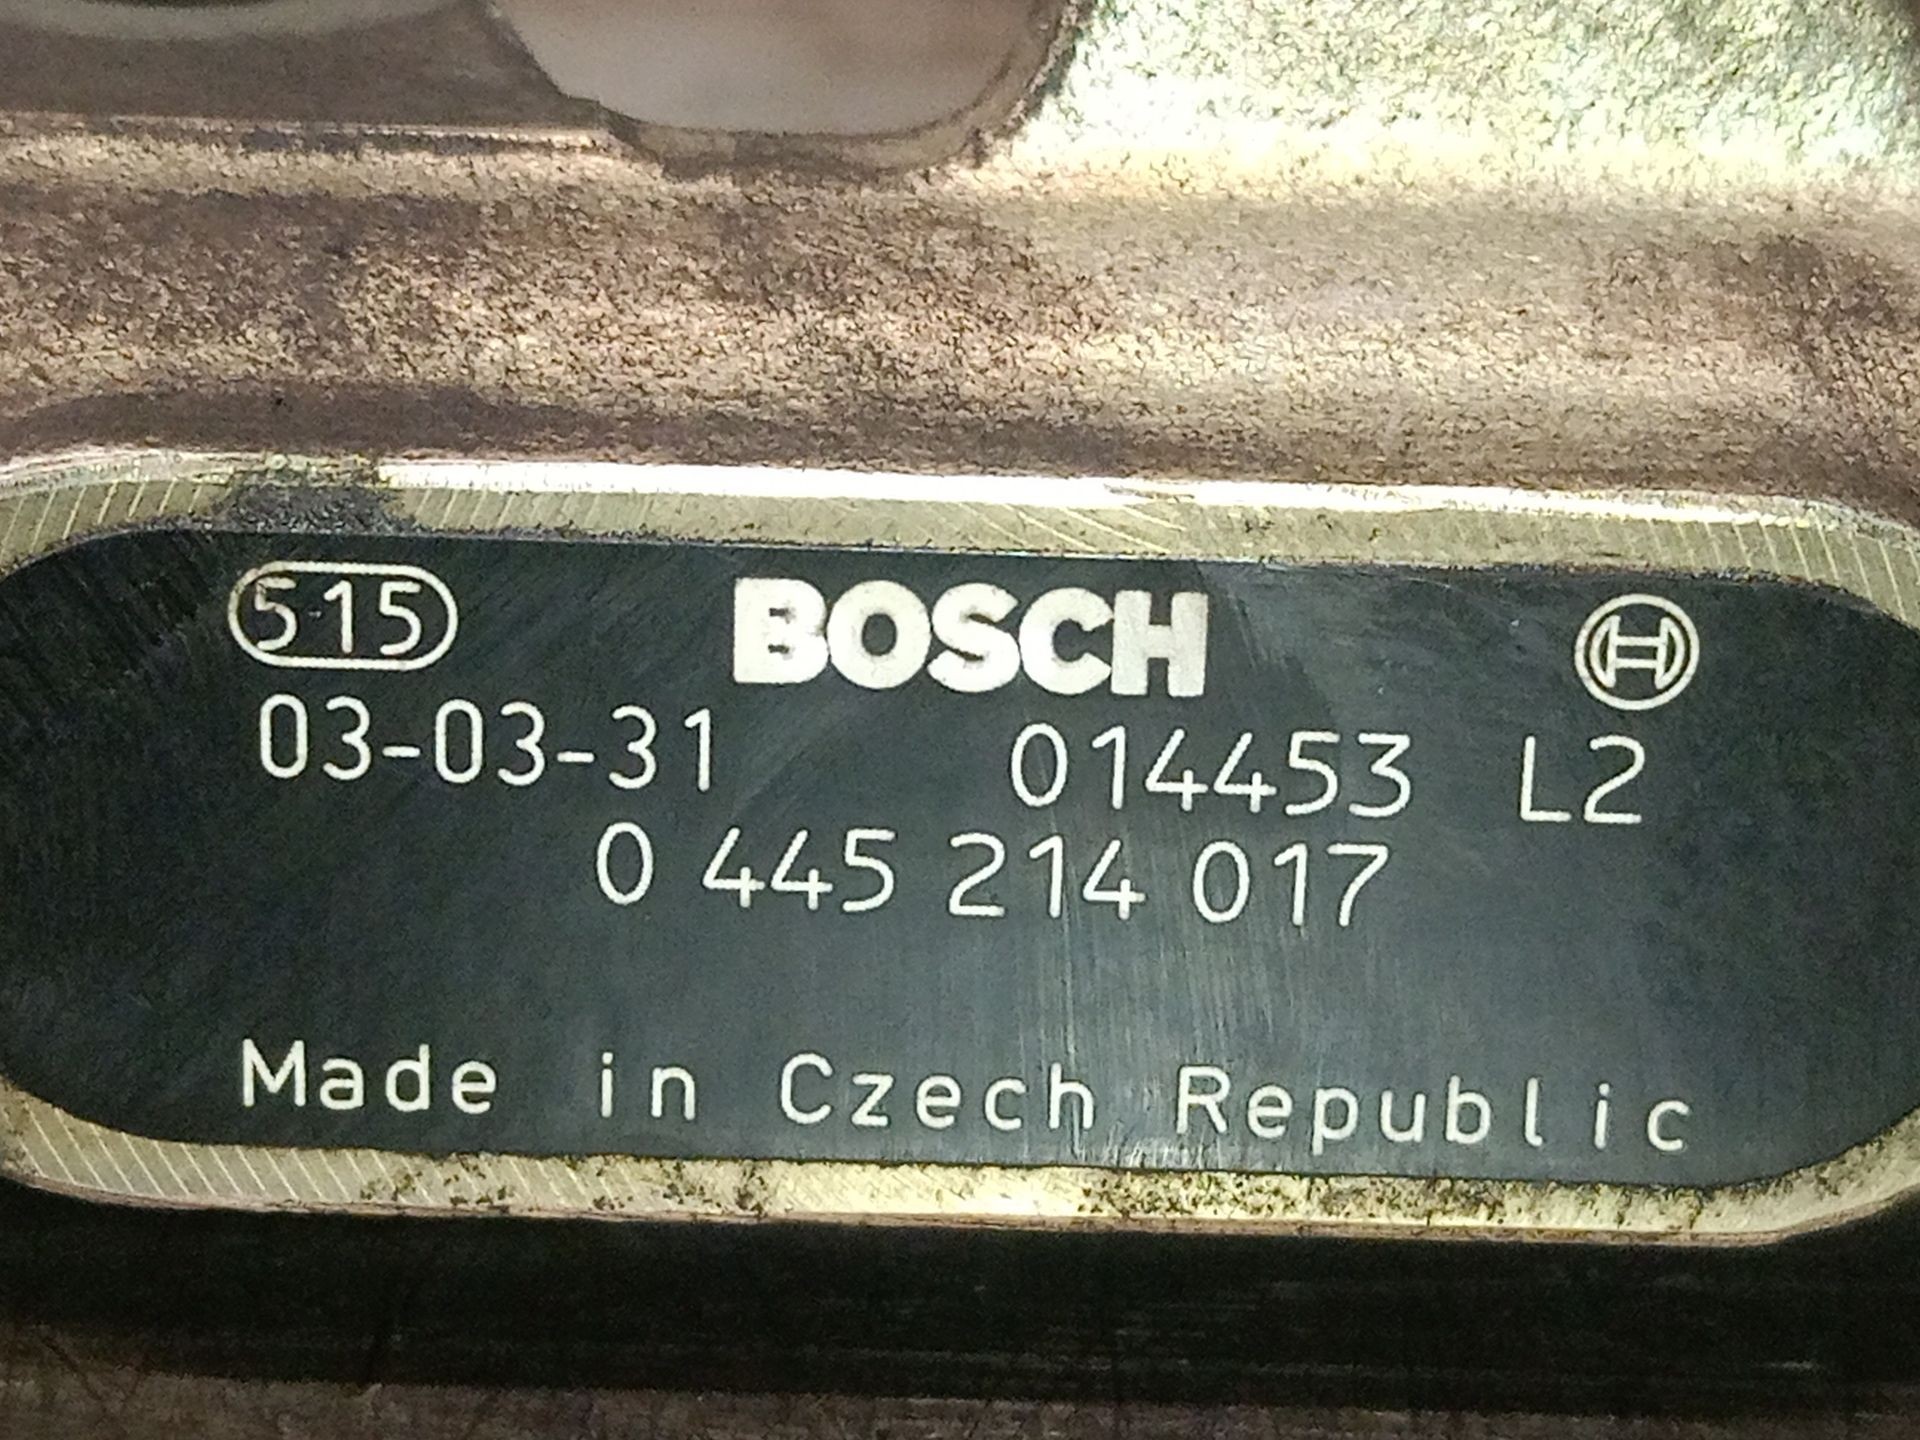 515 BOSCH
03-03-31 014453 L2
0 445 214 017
Made in Czech Republic